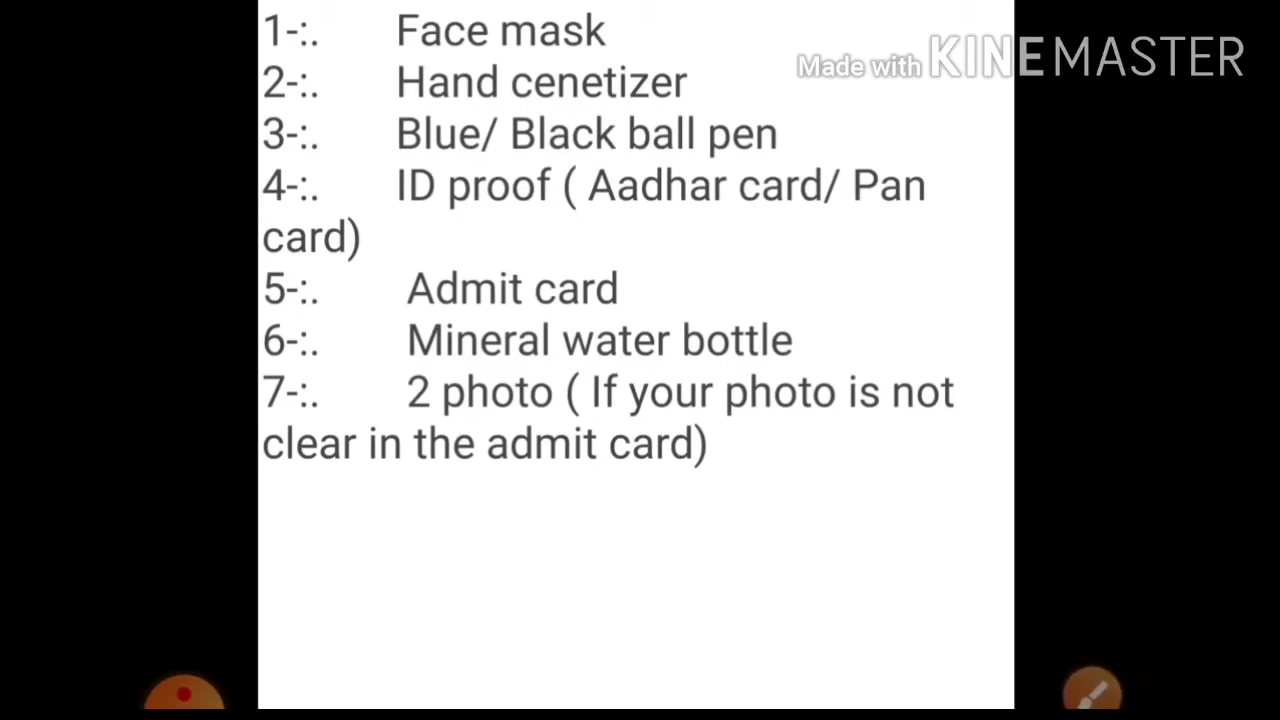 1-:. Face mask
Made with KINEMASTER
2-:. Hand cenetizer
3-:. Blue/ Black ball pen
4-:. ID proof ( Aadhar card/ Pan
card)
5-:. Admit card
6-:. Mineral water bottle
7-:. 2 photo ( If your photo is not
clear in the admit card)